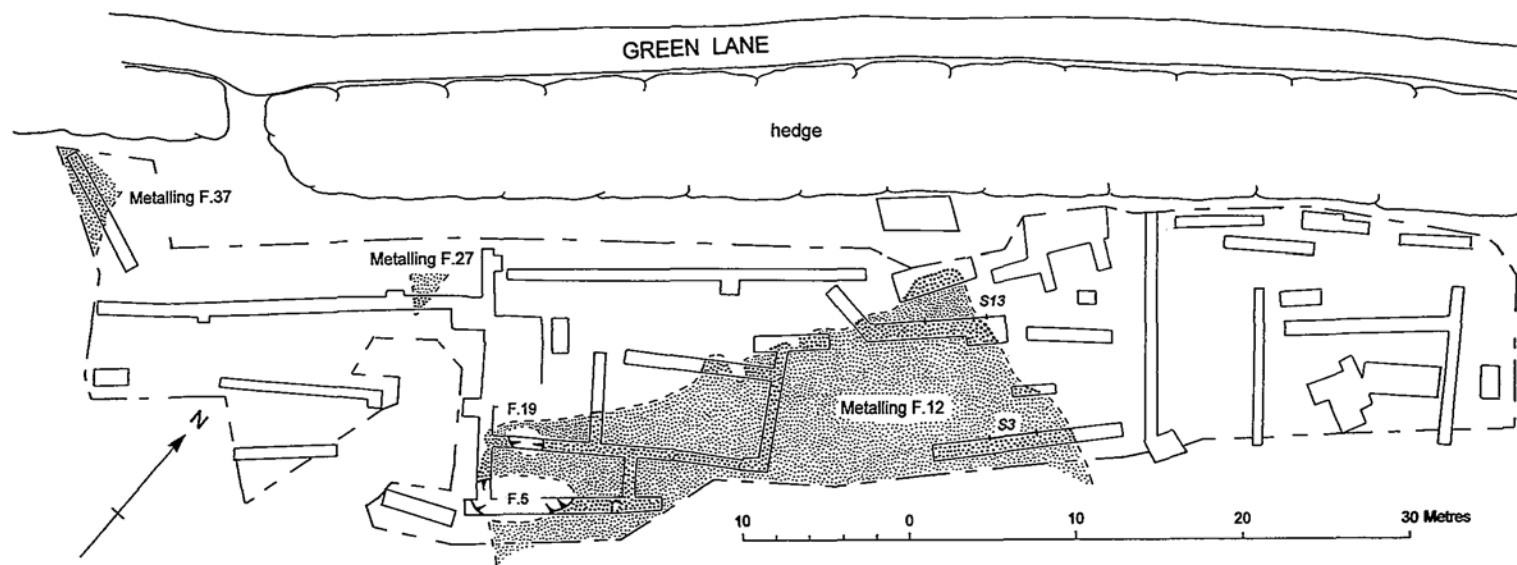 GREEN LANE
hedge
Metalling F.37
Metalling F.27
S13
F.19
Metalling F.12
S3
F.5
N
10 0 10 20 30 Metres